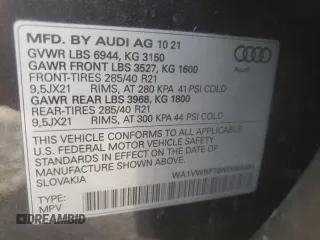 MFD. BY AUDI AG 10 21
GVWR LBS 6944, KG 3150
GAWR FRONT LBS 3527, KG 1600
FRONT-TIRES 285/40 R21
9,5JX21 RIMS, AT 280 KPA 41 PSI COLD
GAWR REAR LBS 3968, KG 1800
REAR-TIRES 285/40 R21
9,5JX21 RIMS, AT 300 KPA 44 PSI COLD
THIS VEHICLE CONFORMS TO ALL APPLICABLE
U.S. FEDERAL MOTOR VEHICLE SAFETY STANDARDS IN
EFFECT ON THE DATE OF
MANUFACTURE SHOWN ABOVE.
SLOVAKIA
TYPE:
MPV
Audi